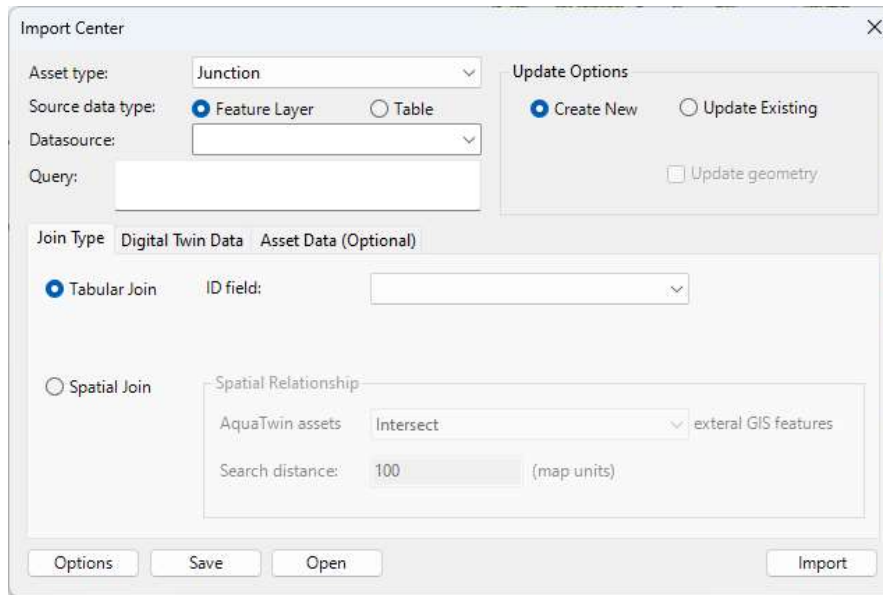 Import Center
Asset type: Junction
Source data type: Feature Layer Table
Datasource:
Query:
Update Options
Create New Update Existing
Update geometry
Join Type Digital Twin Data Asset Data (Optional)
Tabular Join ID field:
Spatial Join
Spatial Relationship
AquaTwin assets Intersect exteral GIS features
Search distance: 100 (map units)
Options Save Open Import